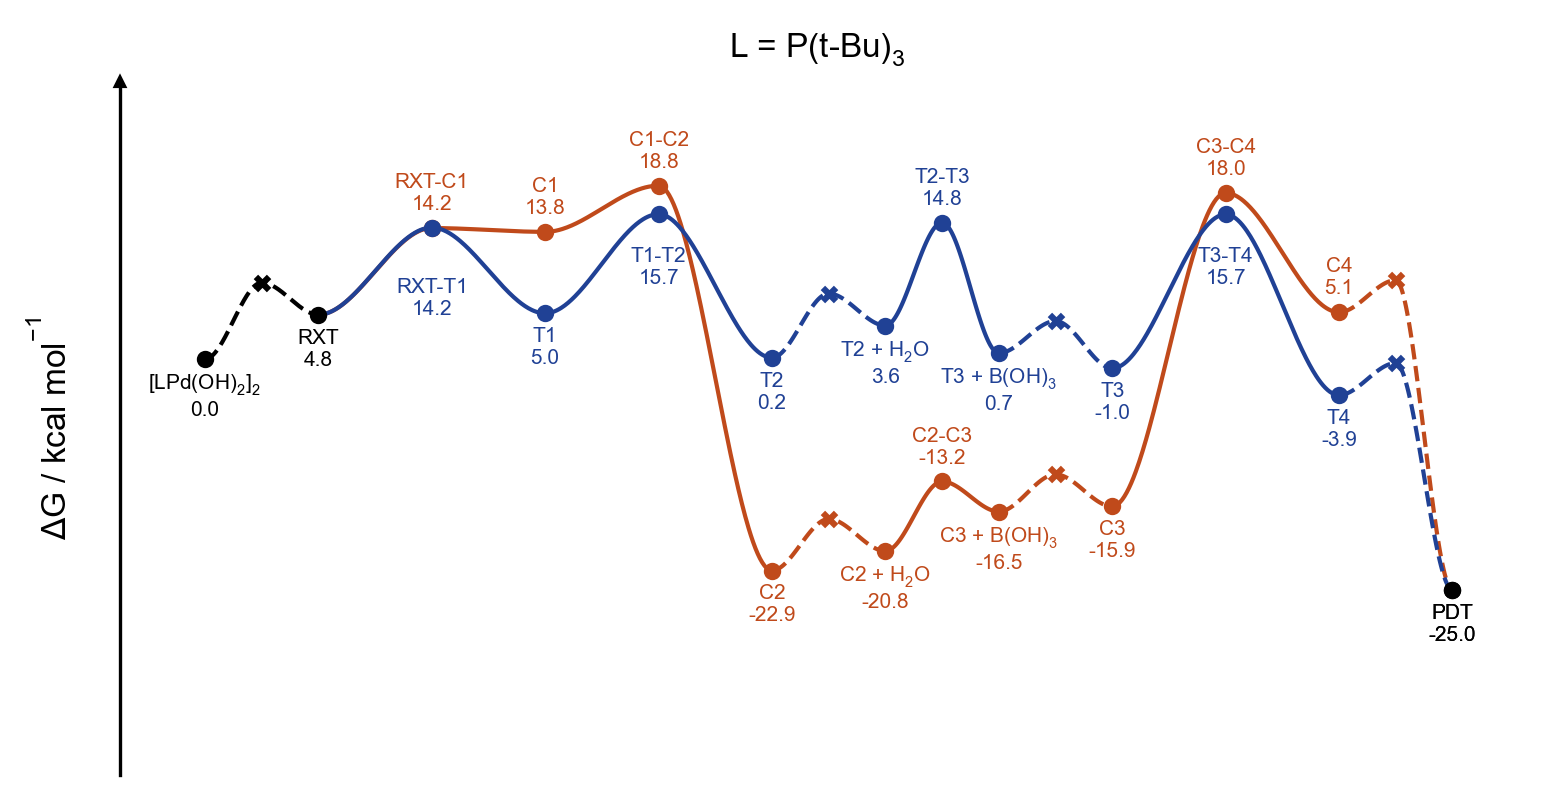 L = P(t-Bu)₃
ΔG / kcal mol⁻¹
[LPd(OH)₂]₂
0.0
RXT
4.8
RXT-C1
14.2
RXT-T1
14.2
C1
13.8
T1
5.0
C1-C2
18.8
T1-T2
15.7
T2
0.2
C2
-22.9
T2 + H₂O
3.6
C2 + H₂O
-20.8
T2-T3
14.8
C2-C3
-13.2
T3 + B(OH)₃
0.7
C3 + B(OH)₃
-16.5
T3
-1.0
C3
-15.9
C3-C4
18.0
T3-T4
15.7
C4
5.1
T4
-3.9
PDT
-25.0